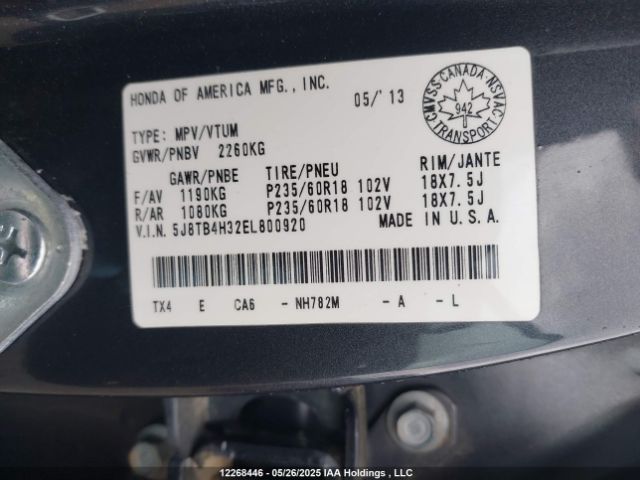 HONDA OF AMERICA MFG., INC.
05/'13
CMVSS·CANADA·NSVAC
942
TRANSPORT
TYPE: MPV/VTUM
GVWR/PNBV 2260KG
GAWR/PNBE TIRE/PNEU RIM/JANTE
F/AV 1190KG P235/60R18 102V 18X7.5J
R/AR 1080KG P235/60R18 102V 18X7.5J
V.I.N. 5J8TB4H32EL800920 MADE IN U.S.A.
TX4 E CA6 - NH782M - A - L
12268446 - 05/26/2025 IAA Holdings , LLC